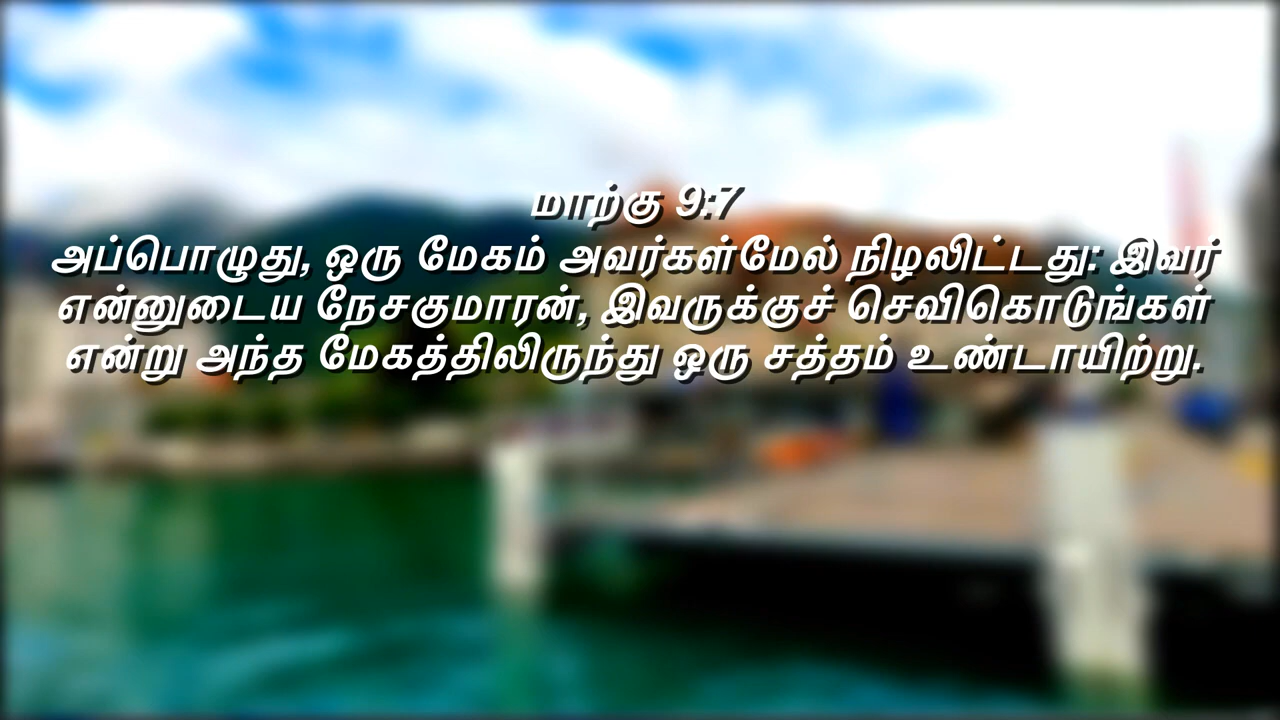 மாற்கு 9:7
அப்பொழுது, ஒரு மேகம் அவர்கள்மேல் நிழலிட்டது: இவர்
என்னுடைய நேசகுமாரன், இவருக்குச் செவிகொடுங்கள்
என்று அந்த மேகத்திலிருந்து ஒரு சத்தம் உண்டாயிற்று.